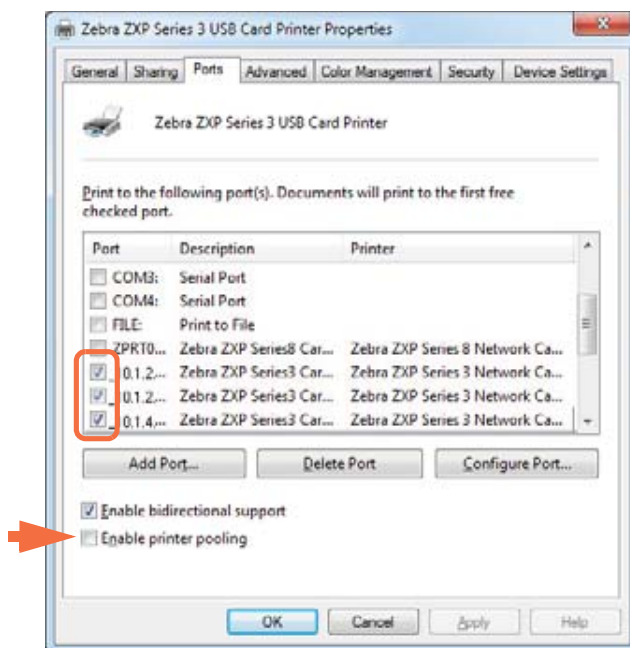 Zebra ZXP Series 3 USB Card Printer Properties
General Sharing Ports Advanced Color Management Security Device Settings
Zebra ZXP Series 3 USB Card Printer
Print to the following port(s). Documents will print to the first free
checked port.
Port Description Printer
COM3: Serial Port
COM4: Serial Port
FILE: Print to File
ZPRT0... Zebra ZXP Series8 Car... Zebra ZXP Series 8 Network Ca...
_0.1.2,... Zebra ZXP Series3 Car... Zebra ZXP Series 3 Network Ca...
_0.1.2,... Zebra ZXP Series3 Car... Zebra ZXP Series 3 Network Ca...
_0.1.4,... Zebra ZXP Series3 Car... Zebra ZXP Series 3 Network Ca...
Add Port... Delete Port Configure Port...
Enable bidirectional support
Enable printer pooling
OK Cancel Apply Help